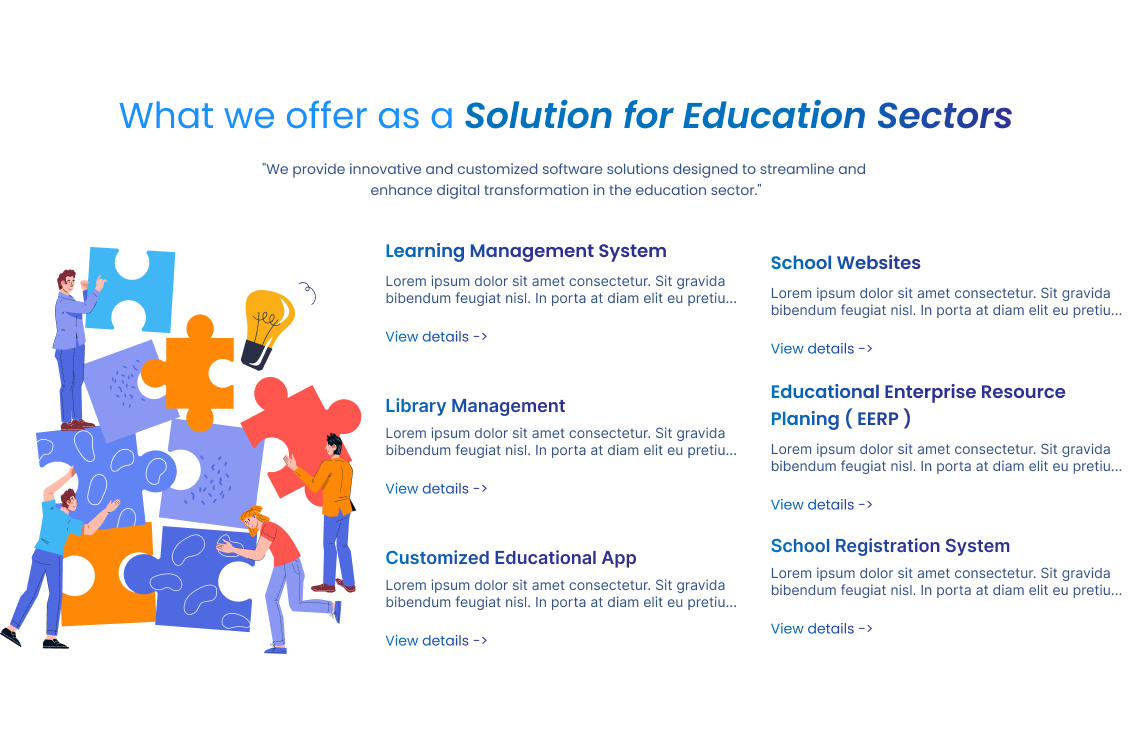 What we offer as a Solution for Education Sectors
"We provide innovative and customized software solutions designed to streamline and
enhance digital transformation in the education sector."
Learning Management System
Lorem ipsum dolor sit amet consectetur. Sit gravida
bibendum feugiat nisl. In porta at diam elit eu pretiu...
View details ->
Library Management
Lorem ipsum dolor sit amet consectetur. Sit gravida
bibendum feugiat nisl. In porta at diam elit eu pretiu...
View details ->
Customized Educational App
Lorem ipsum dolor sit amet consectetur. Sit gravida
bibendum feugiat nisl. In porta at diam elit eu pretiu...
View details ->
School Websites
Lorem ipsum dolor sit amet consectetur. Sit gravida
bibendum feugiat nisl. In porta at diam elit eu pretiu...
View details ->
Educational Enterprise Resource
Planing ( EERP )
Lorem ipsum dolor sit amet consectetur. Sit gravida
bibendum feugiat nisl. In porta at diam elit eu pretiu...
View details ->
School Registration System
Lorem ipsum dolor sit amet consectetur. Sit gravida
bibendum feugiat nisl. In porta at diam elit eu pretiu...
View details ->